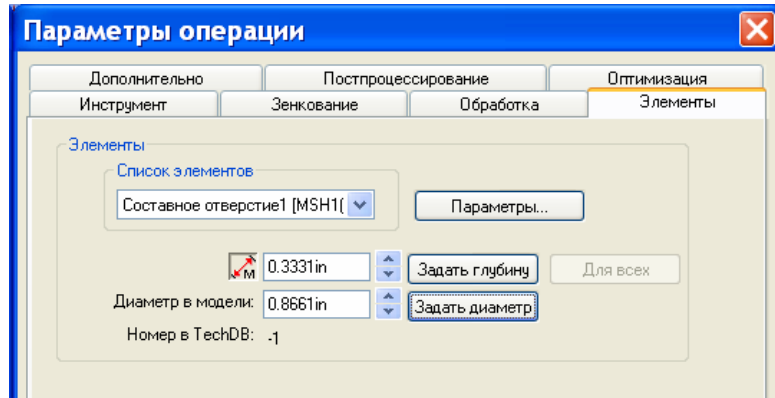 Параметры операции
Дополнительно Постпроцессирование Оптимизация
Инструмент Зенкование Обработка Элементы
Элементы
Список элементов
Составное отверстие1 [MSH1( Параметры...
M 0.3331in Задать глубину Для всех
Диаметр в модели: 0.8661in Задать диаметр
Номер в TechDB: -1